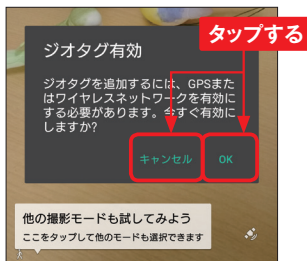 タップする
ジオタグ有効
ジオタグを追加するには、GPSまた
はワイヤレスネットワークを有効に
する必要があります。今すぐ有効に
しますか?
キャンセル OK
他の撮影モードも試してみよう
ここをタップして他のモードも選択できます